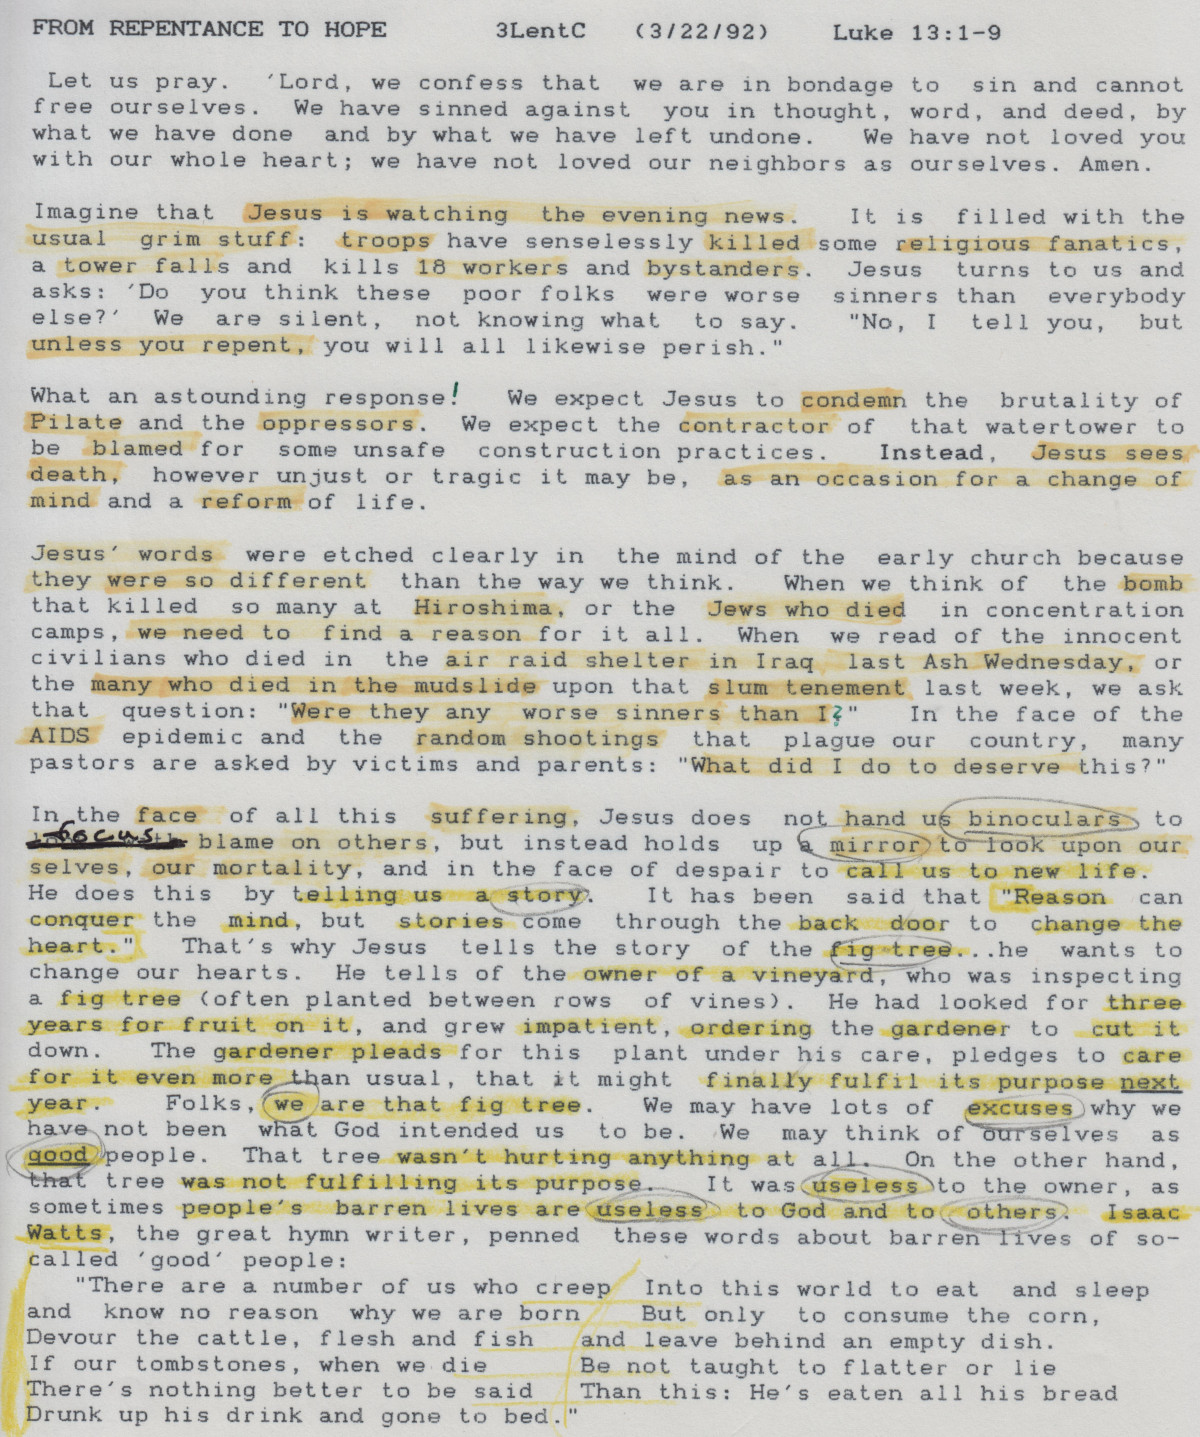 FROM REPENTANCE TO HOPE 3LentC (3/22/92) Luke 13:1-9
Let us pray. 'Lord, we confess that we are in bondage to sin and cannot
free ourselves. We have sinned against you in thought, word, and deed, by
what we have done and by what we have left undone. We have not loved you
with our whole heart; we have not loved our neighbors as ourselves. Amen.
Imagine that Jesus is watching the evening news. It is filled with the
usual grim stuff: troops have senselessly killed some religious fanatics,
a tower falls and kills 18 workers and bystanders. Jesus turns to us and
asks: 'Do you think these poor folks were worse sinners than everybody
else?' We are silent, not knowing what to say. "No, I tell you, but
unless you repent, you will all likewise perish."
What an astounding response! We expect Jesus to condemn the brutality of
Pilate and the oppressors. We expect the contractor of that watertower to
be blamed for some unsafe construction practices. Instead, Jesus sees
death, however unjust or tragic it may be, as an occasion for a change of
mind and a reform of life.
Jesus' words were etched clearly in the mind of the early church because
they were so different than the way we think. When we think of the bomb
that killed so many at Hiroshima, or the Jews who died in concentration
camps, we need to find a reason for it all. When we read of the innocent
civilians who died in the air raid shelter in Iraq last Ash Wednesday, or
the many who died in the mudslide upon that slum tenement last week, we ask
that question: "Were they any worse sinners than I?" In the face of the
AIDS epidemic and the random shootings that plague our country, many
pastors are asked by victims and parents: "What did I do to deserve this?"
In the face of all this suffering, Jesus does not hand us binoculars to
focus blame on others, but instead holds up a mirror to look upon our
selves, our mortality, and in the face of despair to call us to new life.
He does this by telling us a story. It has been said that "Reason can
conquer the mind, but stories come through the back door to change the
heart." That's why Jesus tells the story of the fig tree...he wants to
change our hearts. He tells of the owner of a vineyard, who was inspecting
a fig tree (often planted between rows of vines). He had looked for three
years for fruit on it, and grew impatient, ordering the gardener to cut it
down. The gardener pleads for this plant under his care, pledges to care
for it even more than usual, that it might finally fulfil its purpose next
year. Folks, we are that fig tree. We may have lots of excuses why we
have not been what God intended us to be. We may think of ourselves as
good people. That tree wasn't hurting anything at all. On the other hand,
that tree was not fulfilling its purpose. It was useless to the owner, as
sometimes people's barren lives are useless to God and to others. Isaac
Watts, the great hymn writer, penned these words about barren lives of so-
called 'good' people:
"There are a number of us who creep Into this world to eat and sleep
and know no reason why we are born But only to consume the corn,
Devour the cattle, flesh and fish and leave behind an empty dish.
If our tombstones, when we die Be not taught to flatter or lie
There's nothing better to be said Than this: He's eaten all his bread
Drunk up his drink and gone to bed."